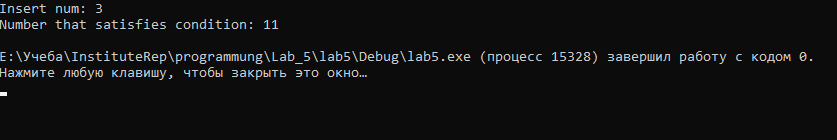 Insert num: 3
Number that satisfies condition: 11
E:\Учеба\InstituteRep\programmung\Lab_5\lab5\Debug\lab5.exe (процесс 15328) завершил работу с кодом 0.
Нажмите любую клавишу, чтобы закрыть это окно…